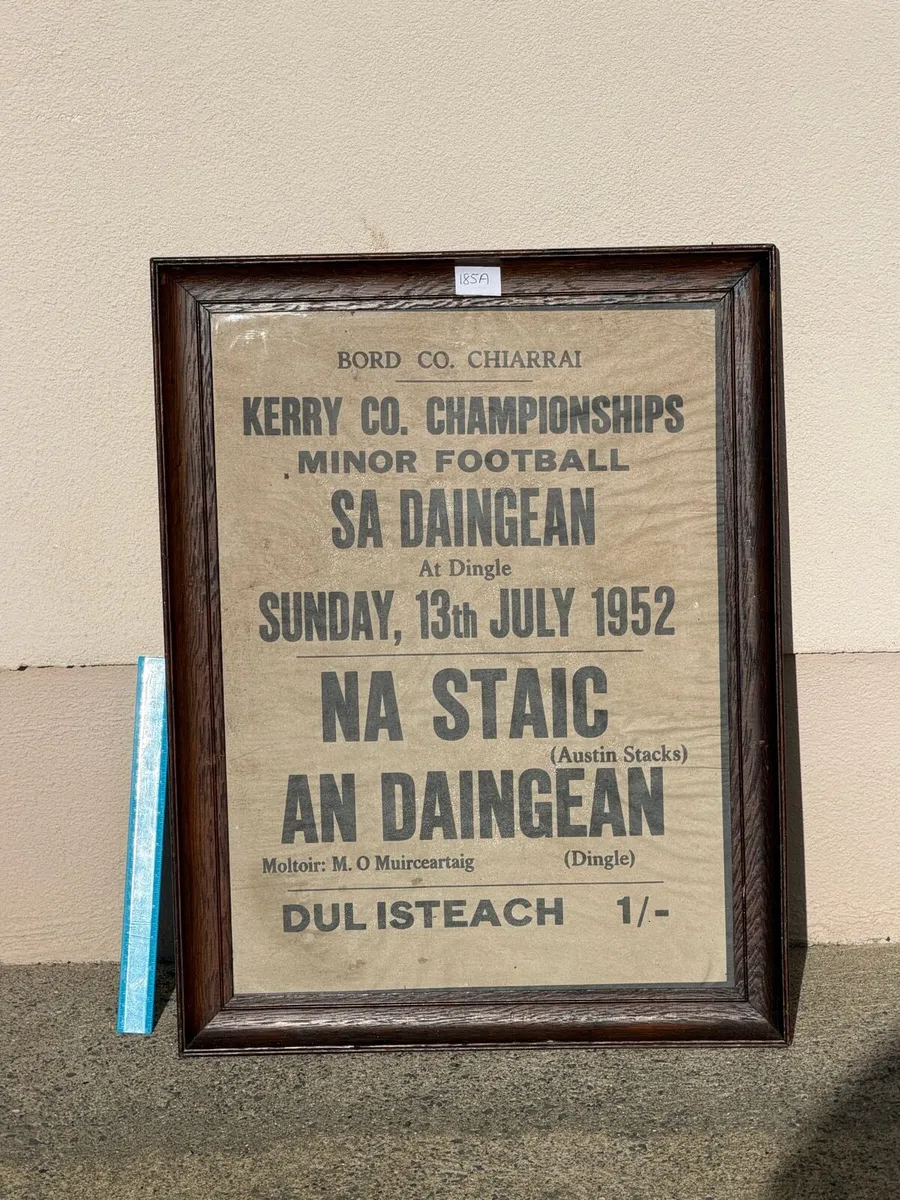 185A
BORD CO. CHIARRAI
KERRY CO. CHAMPIONSHIPS
MINOR FOOTBALL
SA DAINGEAN
At Dingle
SUNDAY, 13th JULY 1952
NA STAIC
(Austin Stacks)
AN DAINGEAN
Moltoir: M. O Muirceartaig (Dingle)
DUL ISTEACH 1/-